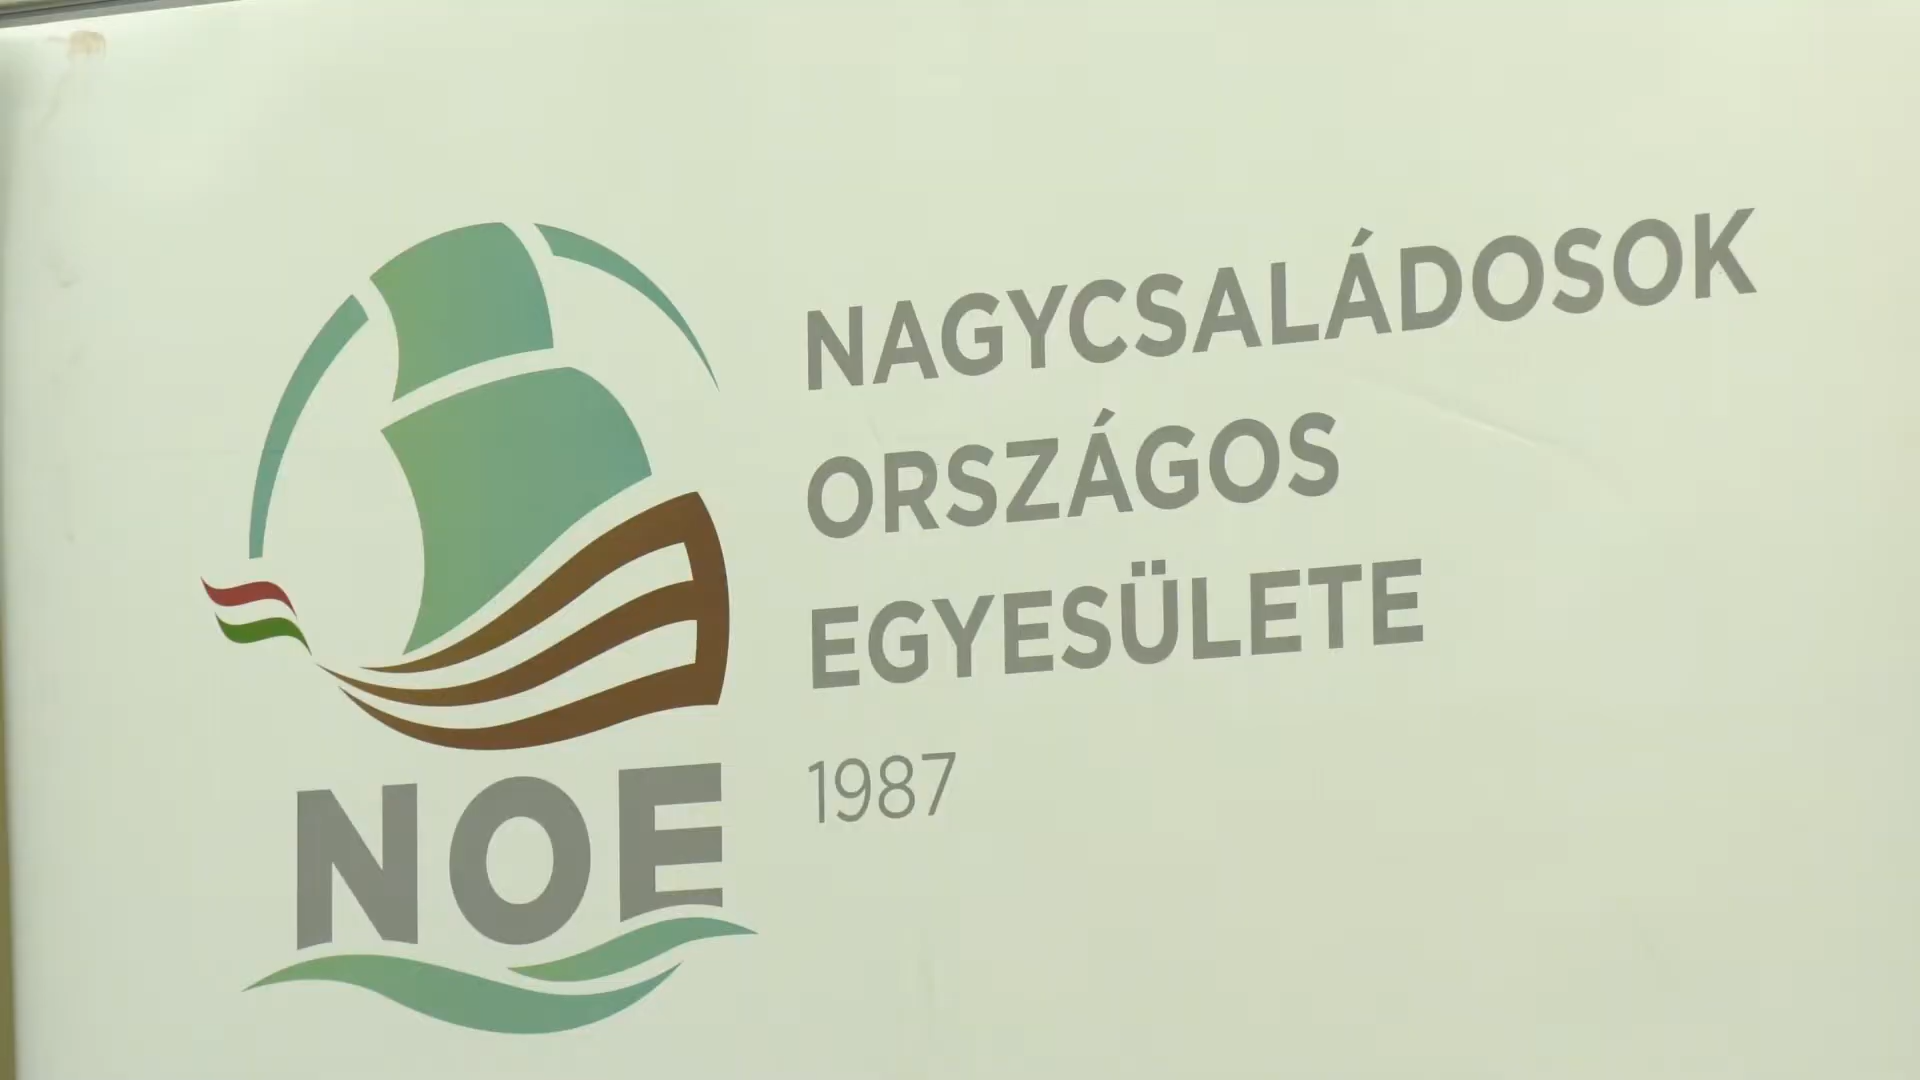 NAGYCSALÁDOSOK
ORSZÁGOS
EGYESÜLETE
1987
NOE